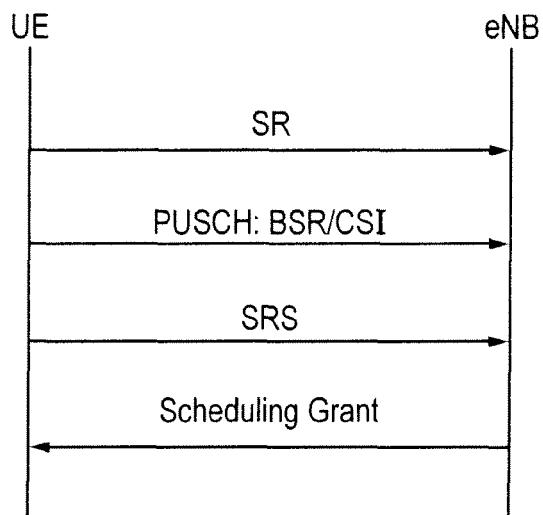 UE eNB
SR
PUSCH: BSR/CSI
SRS
Scheduling Grant